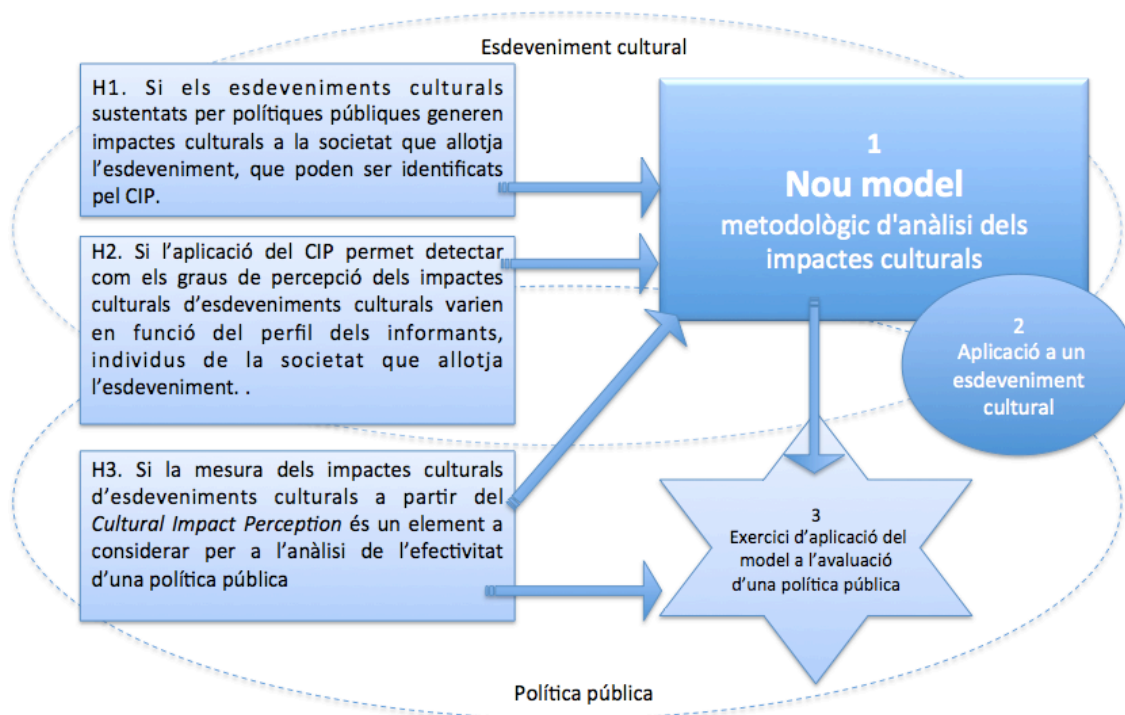 Esdeveniment cultural
H1. Si els esdeveniments culturals
sustentats per polítiques públiques generen
impactes culturals a la societat que allotja
l’esdeveniment, que poden ser identificats
pel CIP.
1
Nou model
metodològic d'anàlisi dels
impactes culturals
H2. Si l’aplicació del CIP permet detectar
com els graus de percepció dels impactes
culturals d’esdeveniments culturals varien
en funció del perfil dels informants,
individus de la societat que allotja
l’esdeveniment. .
2
Aplicació a un
esdeveniment
cultural
H3. Si la mesura dels impactes culturals
d’esdeveniments culturals a partir del
Cultural Impact Perception és un element a
considerar per a l’anàlisi de l’efectivitat
d’una política pública
3
Exercici d’aplicació del
model a l’avaluació
d’una política pública
Política pública